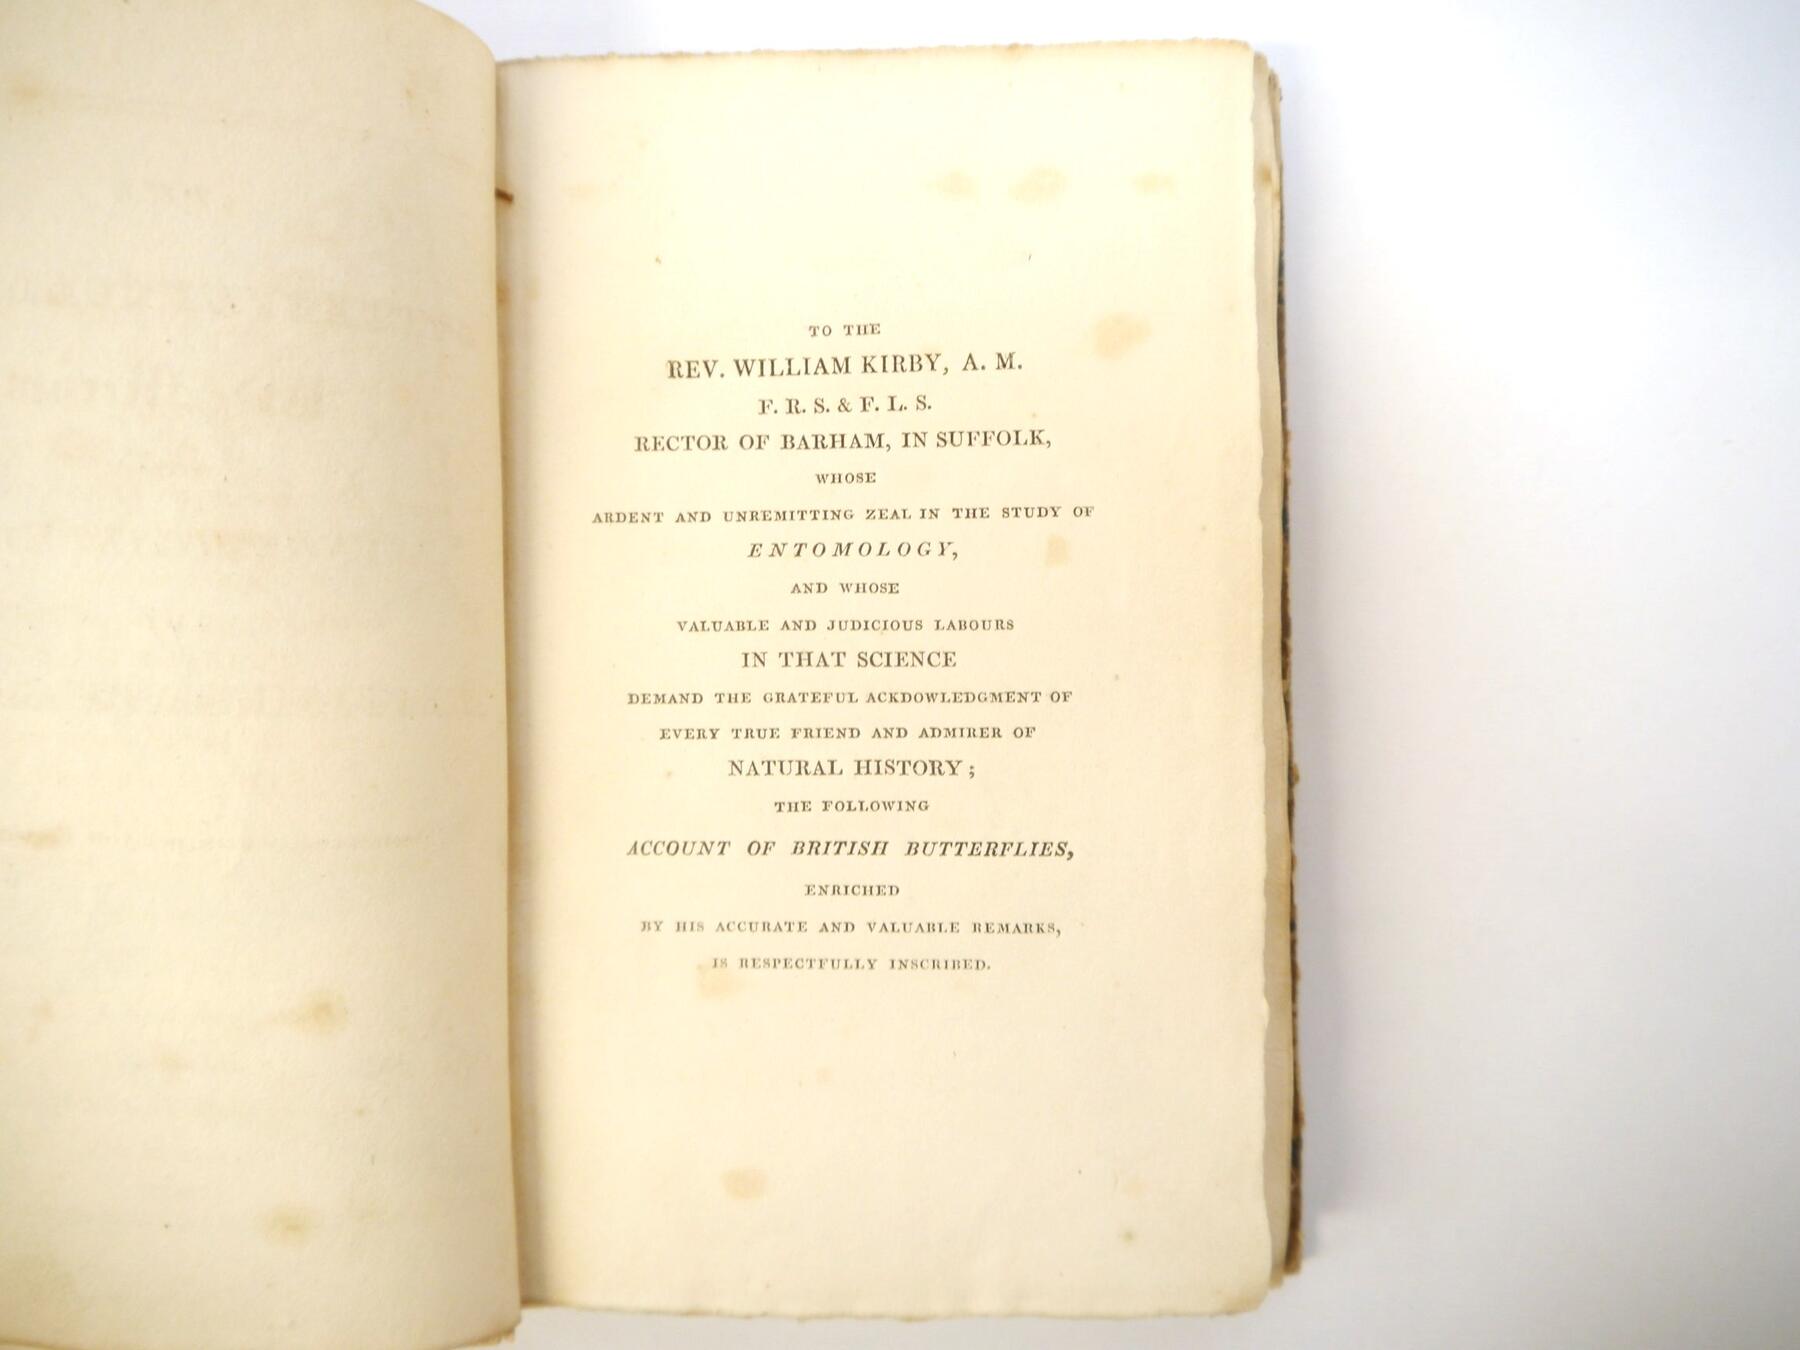 TO THE
REV. WILLIAM KIRBY, A. M.
F. R. S. & F. L. S.
RECTOR OF BARHAM, IN SUFFOLK,
WHOSE
ARDENT AND UNREMITTING ZEAL IN THE STUDY OF
ENTOMOLOGY,
AND WHOSE
VALUABLE AND JUDICIOUS LABOURS
IN THAT SCIENCE
DEMAND THE GRATEFUL ACKDOWLEDGMENT OF
EVERY TRUE FRIEND AND ADMIRER OF
NATURAL HISTORY;
THE FOLLOWING
ACCOUNT OF BRITISH BUTTERFLIES,
ENRICHED
BY HIS ACCURATE AND VALUABLE REMARKS,
IS RESPECTFULLY INSCRIBED.